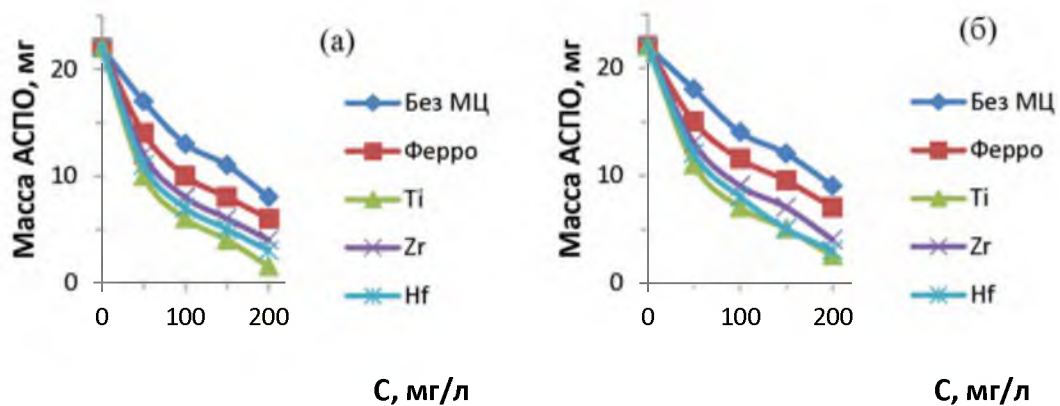 (а)
Масса АСПО, мг
20
10
0
0 100 200
С, мг/л
Без МЦ
Ферро
Ti
Zr
Hf
(б)
Масса АСПО, мг
20
10
0
0 100 200
С, мг/л
Без МЦ
Ферро
Ti
Zr
Hf